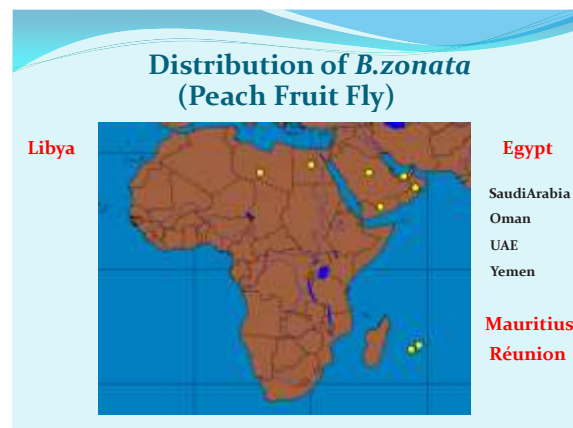 Distribution of B.zonata
(Peach Fruit Fly)
Libya
Egypt
SaudiArabia
Oman
UAE
Yemen
Mauritius
Réunion